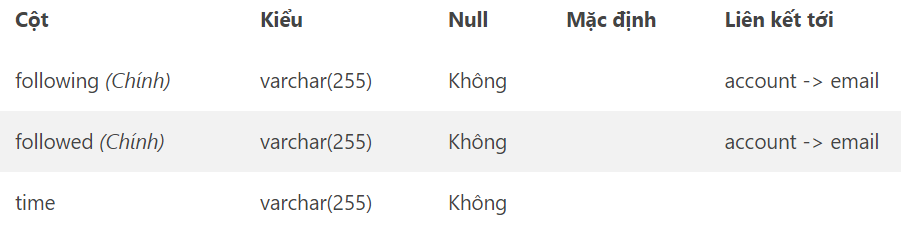 Cột Kiểu Null Mặc định Liên kết tới
following (Chính) varchar(255) Không account -> email
followed (Chính) varchar(255) Không account -> email
time varchar(255) Không